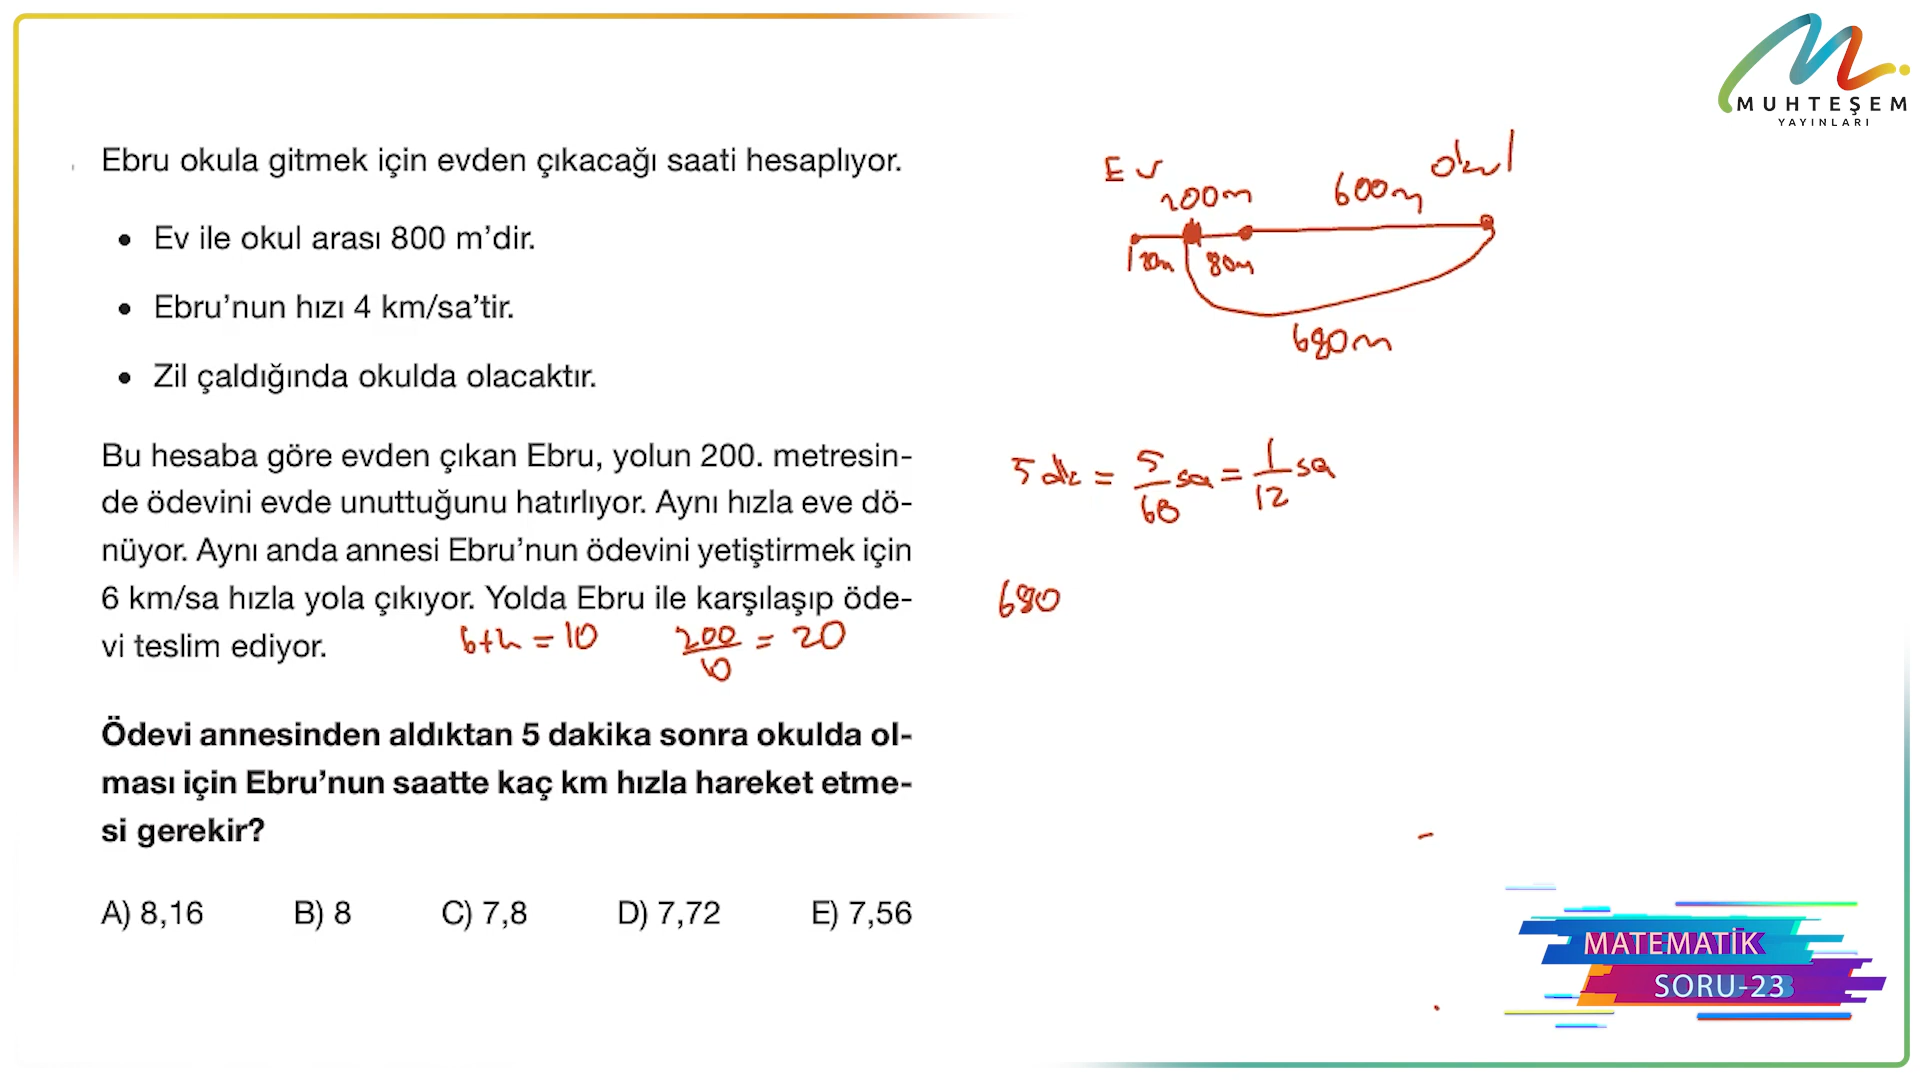 MUHTEŞEM
YAYINLARI
Ebru okula gitmek için evden çıkacağı saati hesaplıyor.
• Ev ile okul arası 800 m'dir.
• Ebru'nun hızı 4 km/sa'tir.
• Zil çaldığında okulda olacaktır.
Bu hesaba göre evden çıkan Ebru, yolun 200. metresin-
de ödevini evde unuttuğunu hatırlıyor. Aynı hızla eve dö-
nüyor. Aynı anda annesi Ebru'nun ödevini yetiştirmek için
6 km/sa hızla yola çıkıyor. Yolda Ebru ile karşılaşıp öde-
vi teslim ediyor.
6+4 = 10
200/10 = 20
Ödevi annesinden aldıktan 5 dakika sonra okulda ol-
ması için Ebru'nun saatte kaç km hızla hareket etme-
si gerekir?
A) 8,16 B) 8 C) 7,8 D) 7,72 E) 7,56
Ev okul
200m 600m
120m 80m
680m
5 dk = 5/60 sa = 1/12 sa
680
MATEMATİK
SORU-23